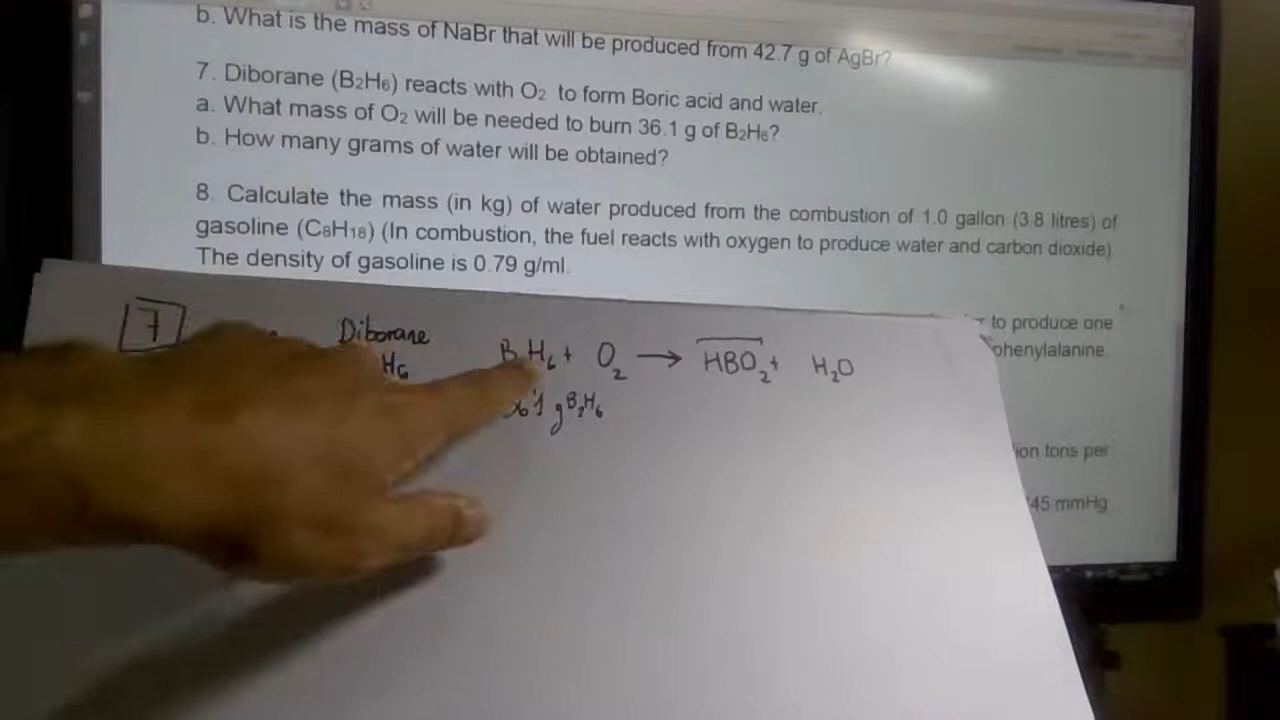 b. What is the mass of NaBr that will be produced from 42.7 g of AgBr?
7. Diborane (B₂H₆) reacts with O₂ to form Boric acid and water.
a. What mass of O₂ will be needed to burn 36.1 g of B₂H₆?
b. How many grams of water will be obtained?
8. Calculate the mass (in kg) of water produced from the combustion of 1.0 gallon (3.8 litres) of
gasoline (C₈H₁₈) (In combustion, the fuel reacts with oxygen to produce water and carbon dioxide)
The density of gasoline is 0.79 g/ml.
to produce one
phenylalanine.
ion tons per
45 mmHg
7
Diborane
H₆
B H₆ + O₂ → HBO₂ + H₂O
6'1 g B₂H₆